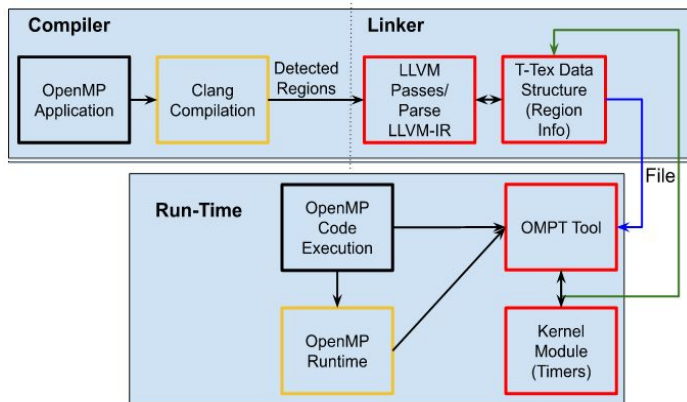 Compiler
Linker
OpenMP
Application
Clang
Compilation
Detected
Regions
LLVM
Passes/
Parse
LLVM-IR
T-Tex Data
Structure
(Region
Info)
File
Run-Time
OpenMP
Code
Execution
OMPT Tool
OpenMP
Runtime
Kernel
Module
(Timers)